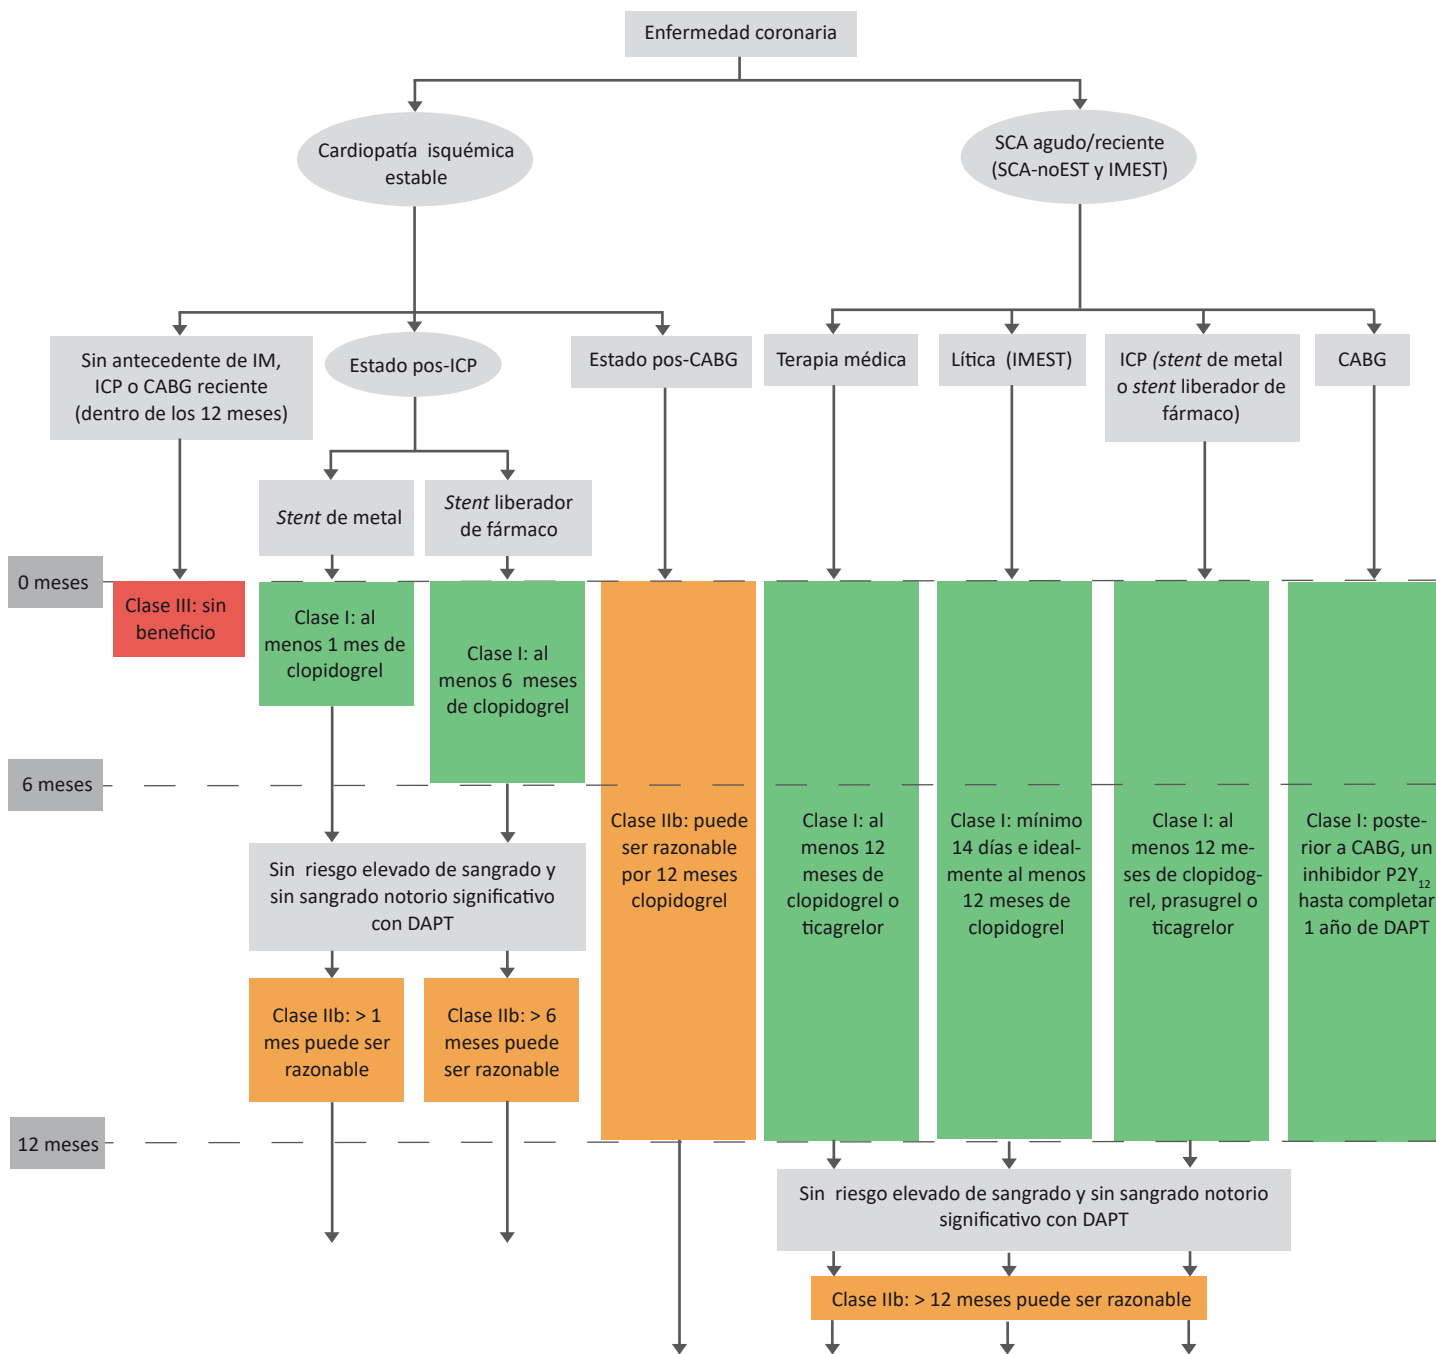 Enfermedad coronaria
Cardiopatía isquémica
estable
SCA agudo/reciente
(SCA-noEST y IMEST)
Sin antecedente de IM,
ICP o CABG reciente
(dentro de los 12 meses)
Estado pos-ICP
Estado pos-CABG
Terapia médica
Lítica (IMEST)
ICP (stent de metal
o stent liberador de
fármaco)
CABG
Stent de metal
Stent liberador
de fármaco
0 meses
Clase III: sin
beneficio
Clase I: al
menos 1 mes de
clopidogrel
Clase I: al
menos 6 meses
de clopidogrel
6 meses
Clase IIb: puede
ser razonable
por 12 meses
clopidogrel
Clase I: al
menos 12
meses de
clopidogrel o
ticagrelor
Clase I: mínimo
14 días e ideal-
mente al menos
12 meses de
clopidogrel
Clase I: al
menos 12 me-
ses de clopidog-
rel, prasugrel o
ticagrelor
Clase I: poste-
rior a CABG, un
inhibidor P2Y12
hasta completar
1 año de DAPT
Sin riesgo elevado de sangrado y
sin sangrado notorio significativo
con DAPT
Clase IIb: > 1
mes puede ser
razonable
Clase IIb: > 6
meses puede
ser razonable
12 meses
Sin riesgo elevado de sangrado y sin sangrado notorio
significativo con DAPT
Clase IIb: > 12 meses puede ser razonable